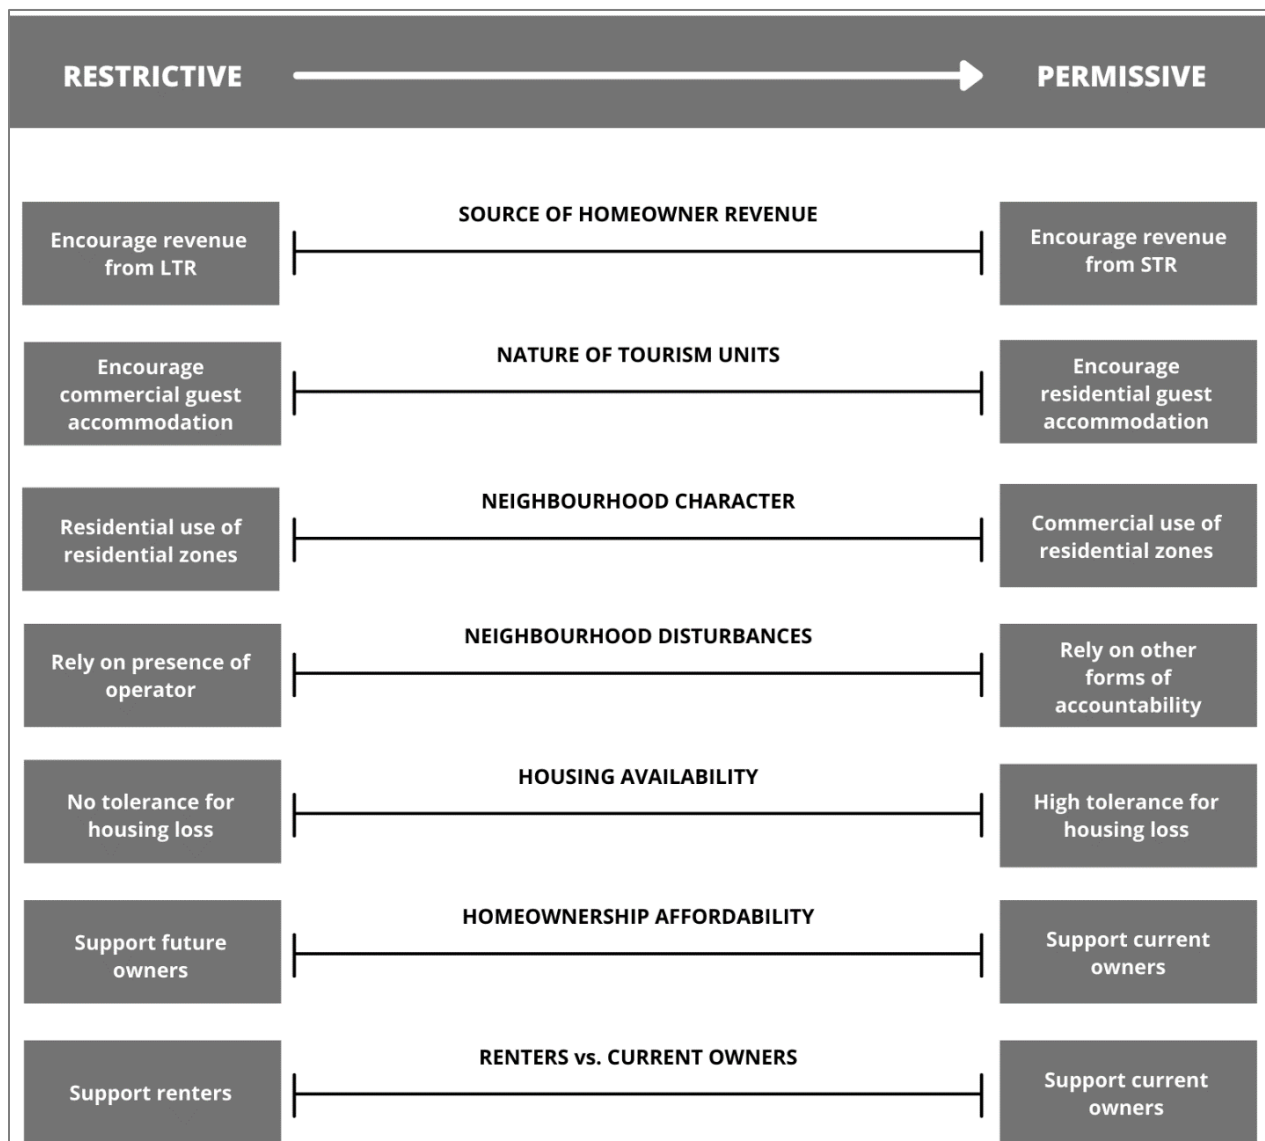 RESTRICTIVE
PERMISSIVE
SOURCE OF HOMEOWNER REVENUE
Encourage revenue
from LTR
Encourage revenue
from STR
NATURE OF TOURISM UNITS
Encourage
commercial guest
accommodation
Encourage
residential guest
accommodation
NEIGHBOURHOOD CHARACTER
Residential use of
residential zones
Commercial use of
residential zones
NEIGHBOURHOOD DISTURBANCES
Rely on presence of
operator
Rely on other
forms of
accountability
HOUSING AVAILABILITY
No tolerance for
housing loss
High tolerance for
housing loss
HOMEOWNERSHIP AFFORDABILITY
Support future
owners
Support current
owners
RENTERS vs. CURRENT OWNERS
Support renters
Support current
owners